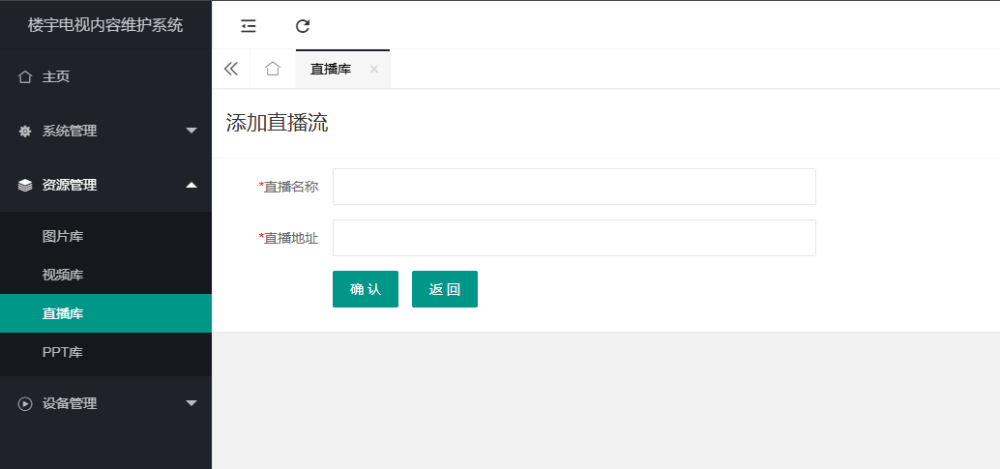 楼宇电视内容维护系统
主页
系统管理
资源管理
图片库
视频库
直播库
PPT库
设备管理
直播库
添加直播流
*直播名称
*直播地址
确 认
返 回